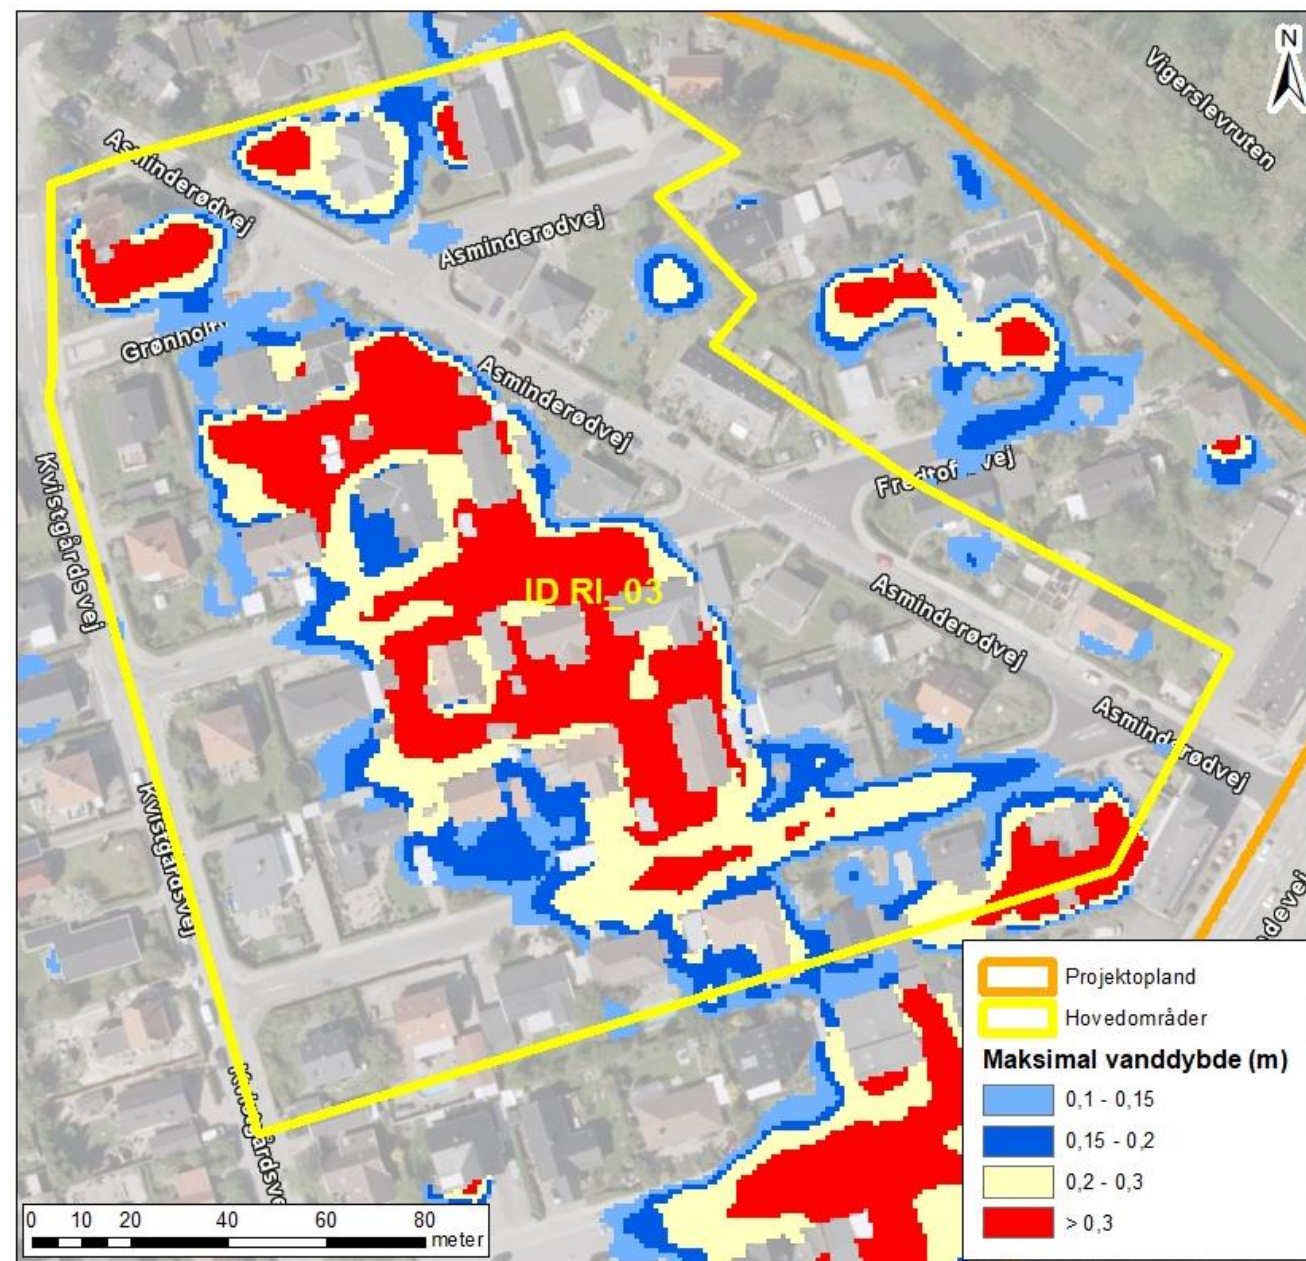 N
Vigerslevruten
Asminderødvej
Asminderødvej
Asminderødvej
Kvistgårdsvej
Asminderødvej
ID RI_03
Asminderødvej
Kvistgårdsvej
Projektopland
Hovedområder
Maksimal vanddybde (m)
0,1 - 0,15
0,15 - 0,2
0,2 - 0,3
> 0,3
0 10 20 40 60 80
meter